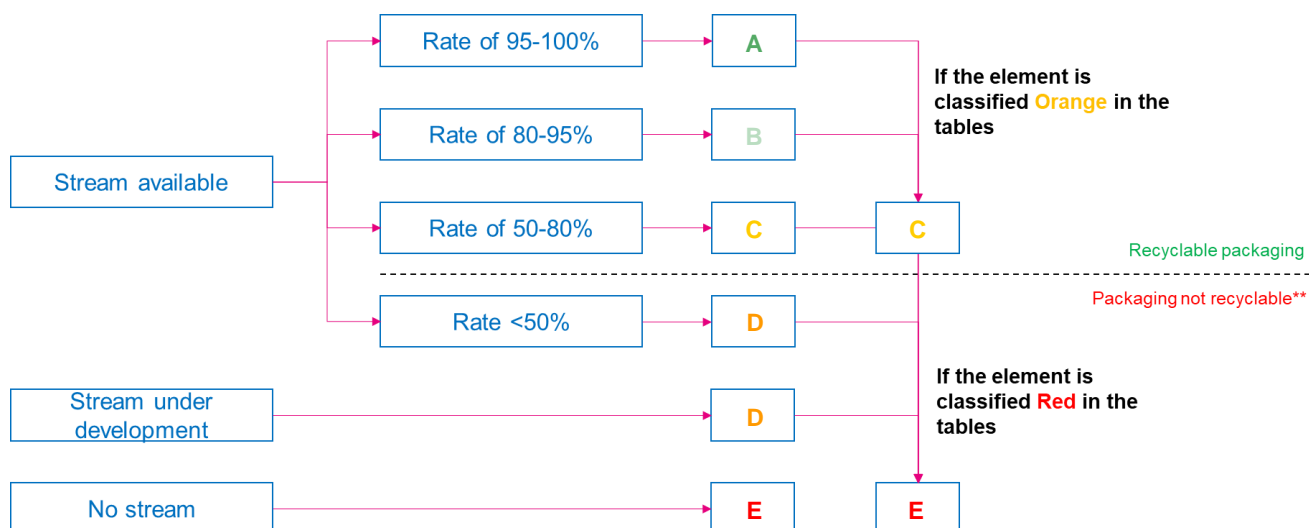 Rate of 95-100%
A
If the element is
classified Orange in the
tables
Rate of 80-95%
B
Stream available
Rate of 50-80%
C
C
Recyclable packaging
Packaging not recyclable**
Rate <50%
D
If the element is
classified Red in the
tables
Stream under
development
D
No stream
E
E